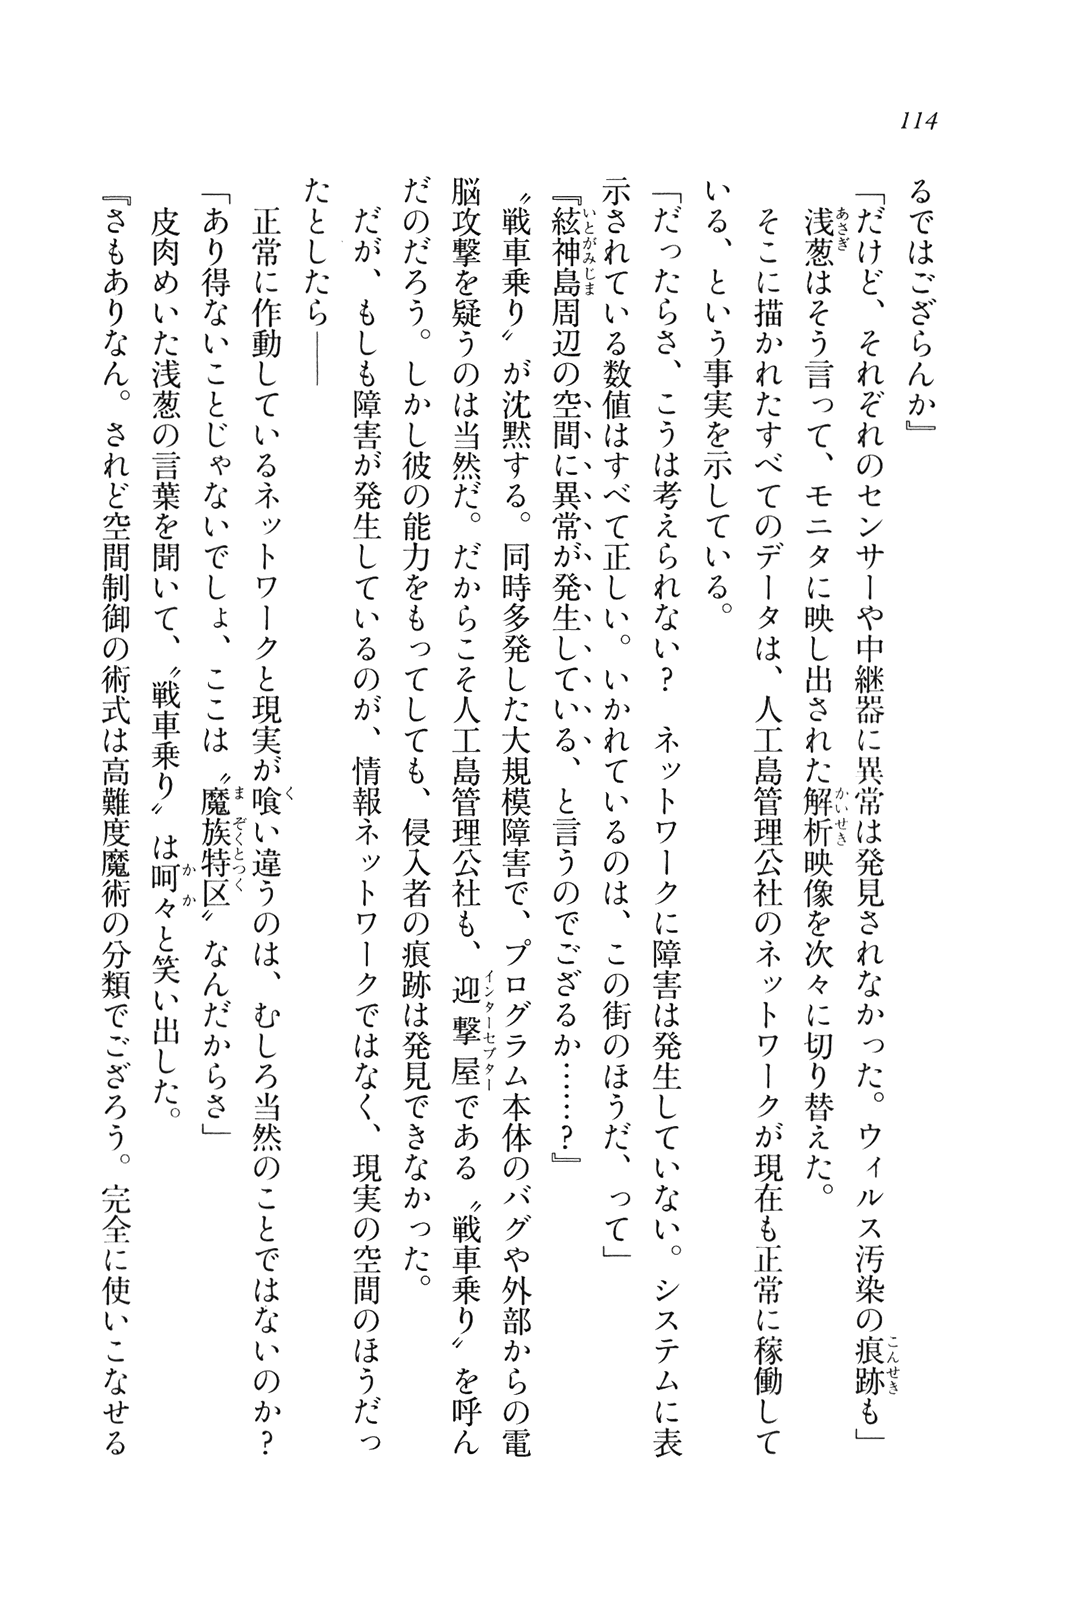 114
るではござらんか』
「だけど、それぞれのセンサーや中継器に異常は発見されなかった。ウィルス汚染の痕跡も」
浅葱はそう言って、モニタに映し出された解析映像を次々に切り替えた。
そこに描かれたすべてのデータは、人工島管理公社のネットワークが現在も正常に稼働して
いる、という事実を示している。
「だったらさ、こうは考えられない？　ネットワークに障害は発生していない。システムに表
示されている数値はすべて正しい。いかれているのは、この街のほうだ、って」
『絃神島周辺の空間に異常が発生している、と言うのでござるか……？』
〝戦車乗り〟が沈黙する。同時多発した大規模障害で、プログラム本体のバグや外部からの電
脳攻撃を疑うのは当然だ。だからこそ人工島管理公社も、迎撃屋である〝戦車乗り〟を呼ん
だのだろう。しかし彼の能力をもってしても、侵入者の痕跡は発見できなかった。
だが、もしも障害が発生しているのが、情報ネットワークではなく、現実の空間のほうだっ
たとしたら――
正常に作動しているネットワークと現実が喰い違うのは、むしろ当然のことではないのか？
「あり得ないことじゃないでしょ、ここは〝魔族特区〟なんだからさ」
皮肉めいた浅葱の言葉を聞いて、〝戦車乗り〟は呵々と笑い出した。
『さもありなん。されど空間制御の術式は高難度魔術の分類でござろう。完全に使いこなせる